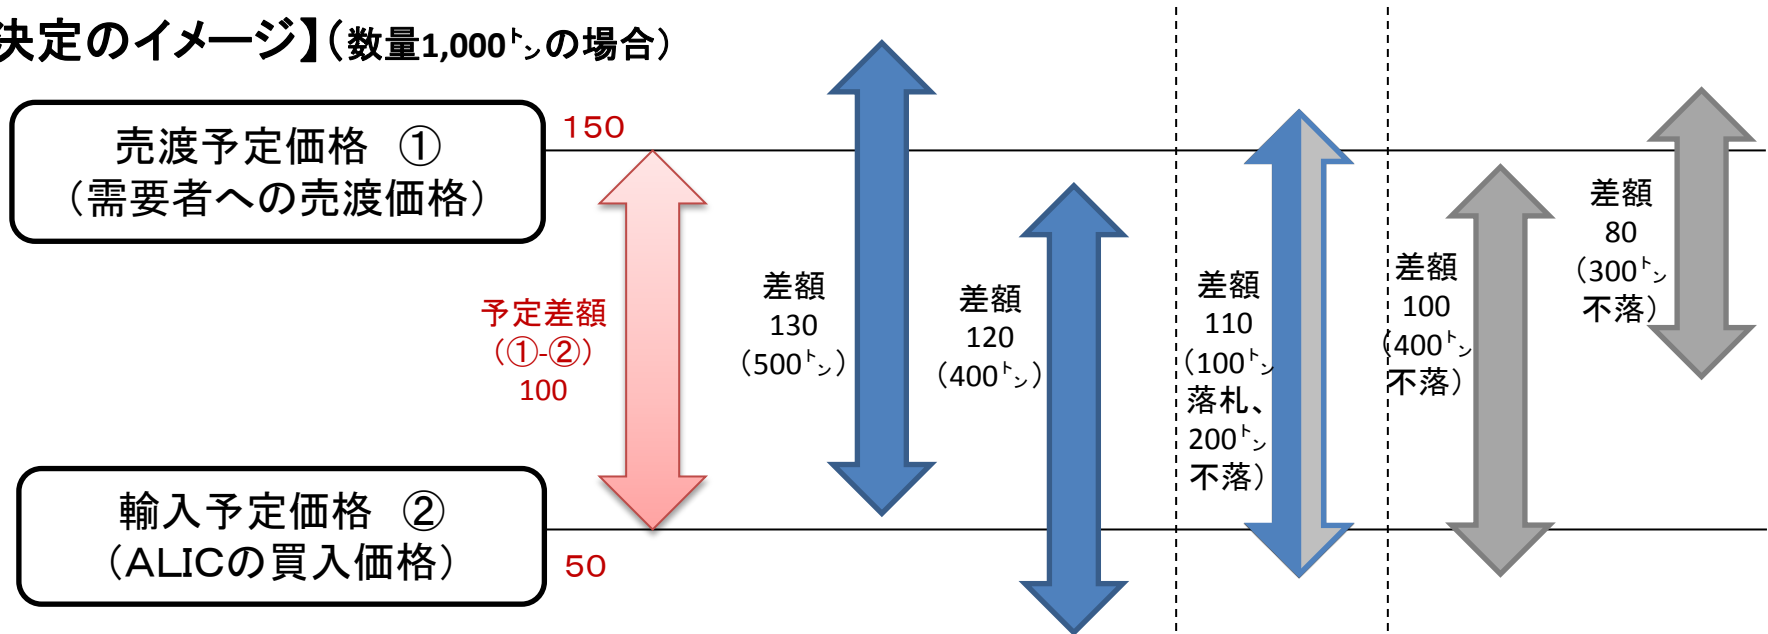 決定のイメージ】（数量1,000㌧の場合）
売渡予定価格　①
（需要者への売渡価格）
150
予定差額
（①-②）
100
輸入予定価格　②
（ALICの買入価格）
50
差額
130
（500㌧）
差額
120
（400㌧）
差額
110
（100㌧
落札、
200㌧
不落）
差額
100
（400㌧
不落）
差額
80
（300㌧
不落）